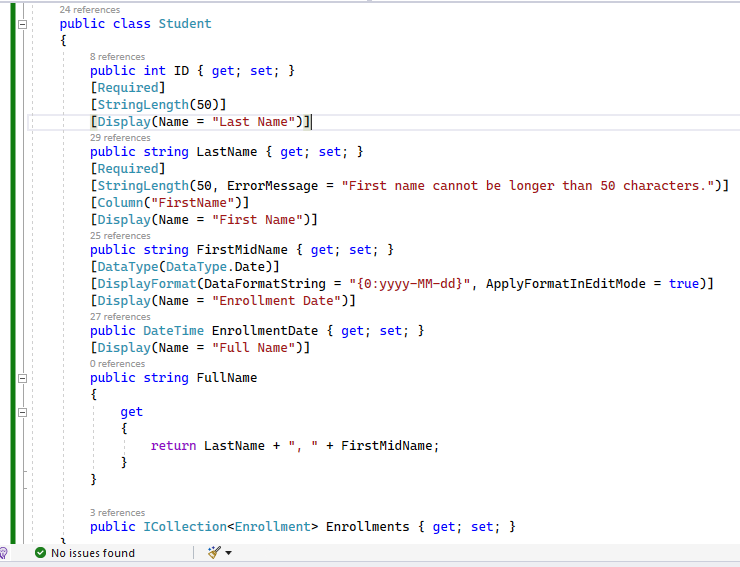 24 references
public class Student
{
8 references
public int ID { get; set; }
[Required]
[StringLength(50)]
[Display(Name = "Last Name")]
29 references
public string LastName { get; set; }
[Required]
[StringLength(50, ErrorMessage = "First name cannot be longer than 50 characters.")]
[Column("FirstName")]
[Display(Name = "First Name")]
25 references
public string FirstMidName { get; set; }
[DataType(DataType.Date)]
[DisplayFormat(DataFormatString = "{0:yyyy-MM-dd}", ApplyFormatInEditMode = true)]
[Display(Name = "Enrollment Date")]
27 references
public DateTime EnrollmentDate { get; set; }
[Display(Name = "Full Name")]
0 references
public string FullName
{
get
{
return LastName + ", " + FirstMidName;
}
}
3 references
public ICollection<Enrollment> Enrollments { get; set; }
}
No issues found